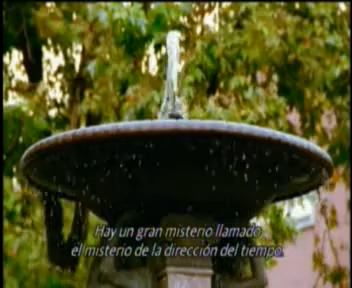 Hay un gran misterio llamado
el misterio de la dirección del tiempo.